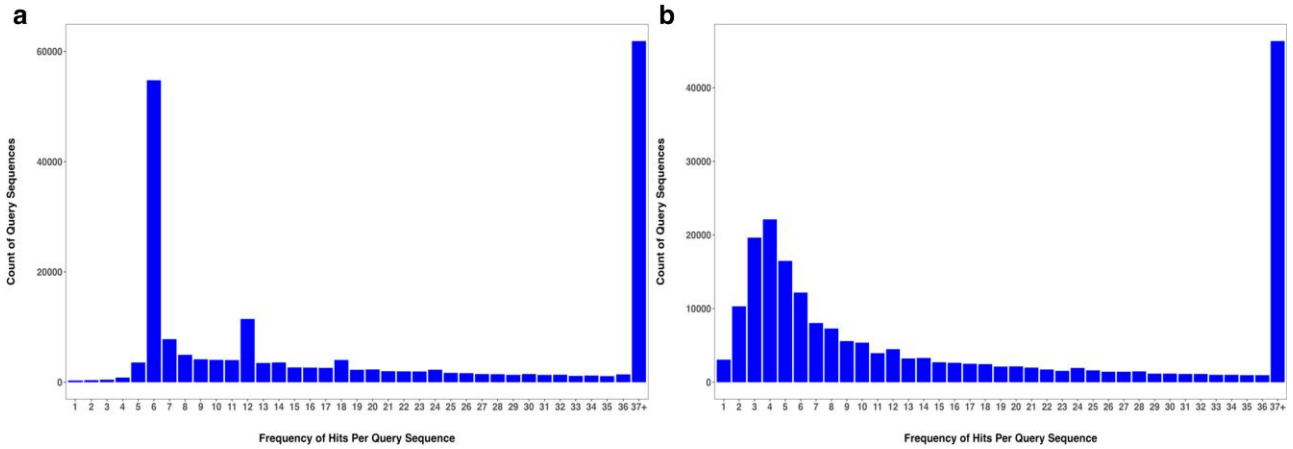 a
Count of Query Sequences
60000
40000
20000
0
1 2 3 4 5 6 7 8 9 10 11 12 13 14 15 16 17 18 19 20 21 22 23 24 25 26 27 28 29 30 31 32 33 34 35 36 37+
Frequency of Hits Per Query Sequence
b
Count of Query Sequences
40000
30000
20000
10000
0
1 2 3 4 5 6 7 8 9 10 11 12 13 14 15 16 17 18 19 20 21 22 23 24 25 26 27 28 29 30 31 32 33 34 35 36 37+
Frequency of Hits Per Query Sequence